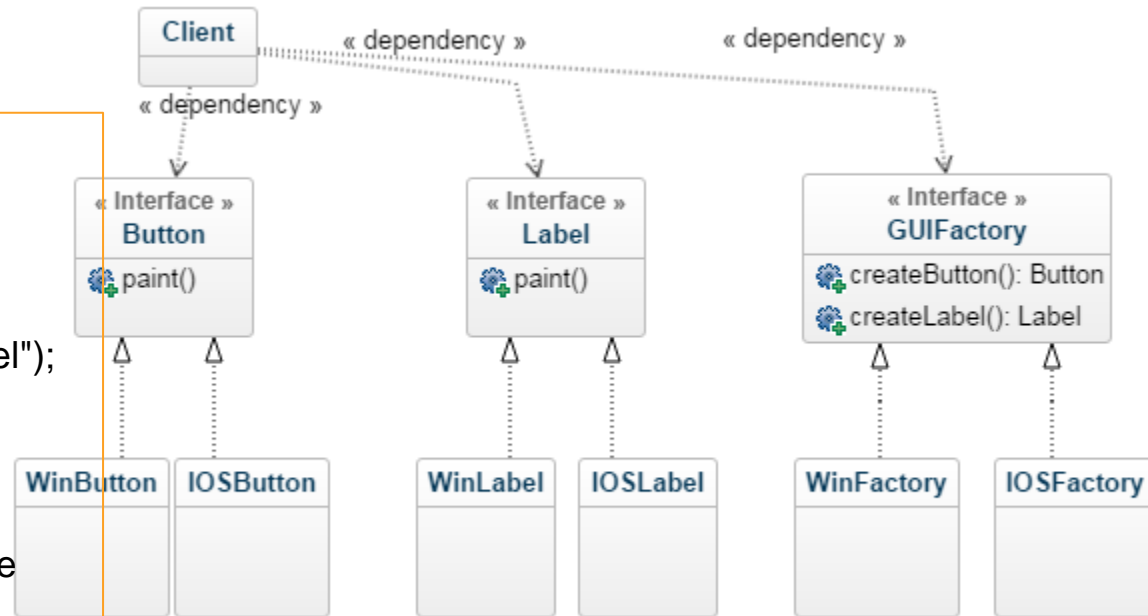 Client
« dependency »
« dependency »
« dependency »
« Interface »
Button
paint()
« Interface »
Label
paint()
« Interface »
GUIFactory
createButton(): Button
createLabel(): Label
el");
WinButton
IOSButton
WinLabel
IOSLabel
WinFactory
IOSFactory
e